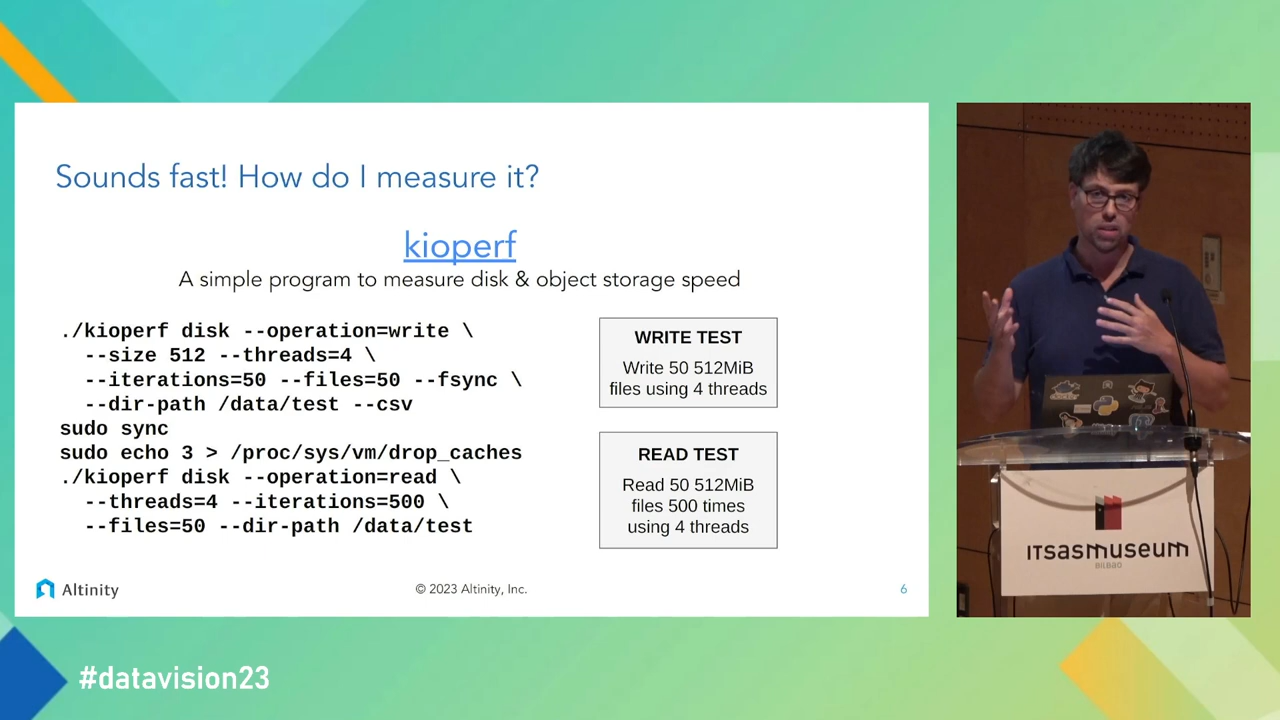 Sounds fast! How do I measure it?
kioperf
A simple program to measure disk & object storage speed
./kioperf disk --operation=write \
--size 512 --threads=4 \
--iterations=50 --files=50 --fsync \
--dir-path /data/test --csv
sudo sync
sudo echo 3 > /proc/sys/vm/drop_caches
./kioperf disk --operation=read \
--threads=4 --iterations=500 \
--files=50 --dir-path /data/test
WRITE TEST
Write 50 512MiB
files using 4 threads
READ TEST
Read 50 512MiB
files 500 times
using 4 threads
Altinity
© 2023 Altinity, Inc.
6
ITSASMUSEUM
BILBAO
#datavision23